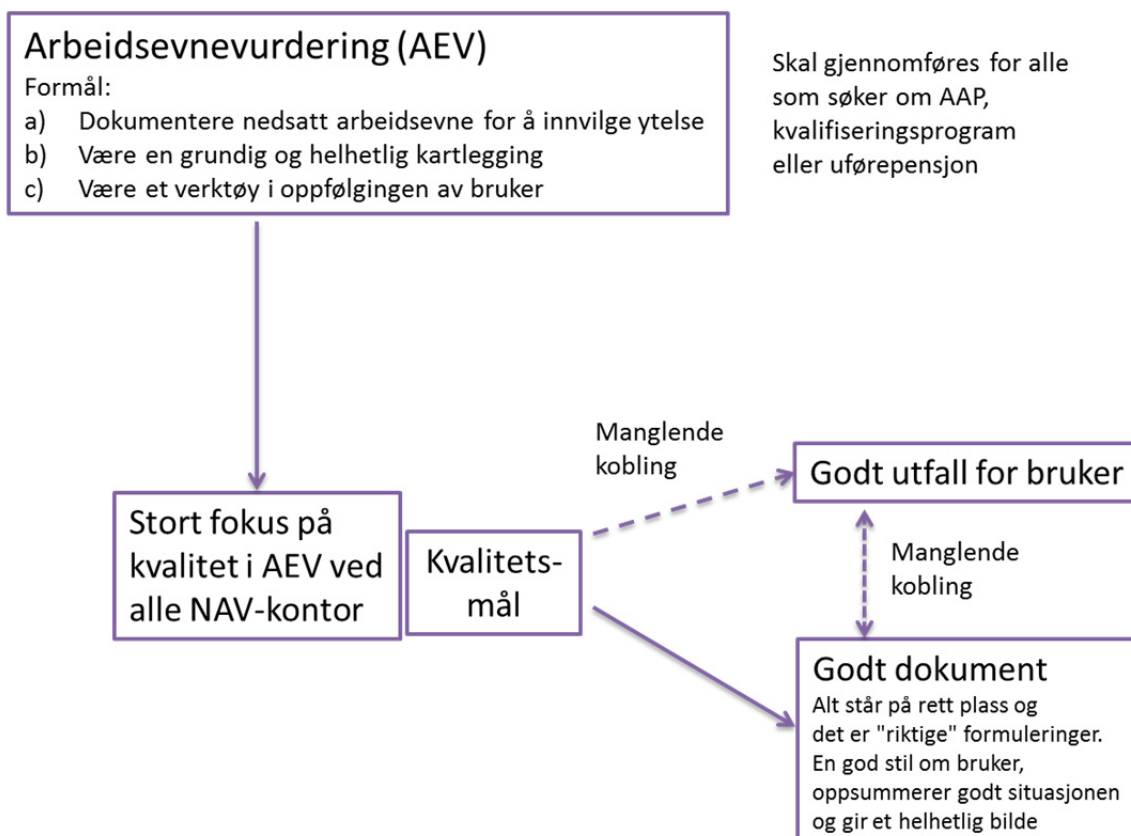 Arbeidsevnevurdering (AEV)
Formål:
a) Dokumentere nedsatt arbeidsevne for å innvilge ytelse
b) Være en grundig og helhetlig kartlegging
c) Være et verktøy i oppfølgingen av bruker
Skal gjennomføres for alle
som søker om AAP,
kvalifiseringsprogram
eller uførepensjon
Stort fokus på
kvalitet i AEV ved
alle NAV-kontor
Kvalitets-
mål
Manglende
kobling
Godt utfall for bruker
Manglende
kobling
Godt dokument
Alt står på rett plass og
det er "riktige" formuleringer.
En god stil om bruker,
oppsummerer godt situasjonen
og gir et helhetlig bilde